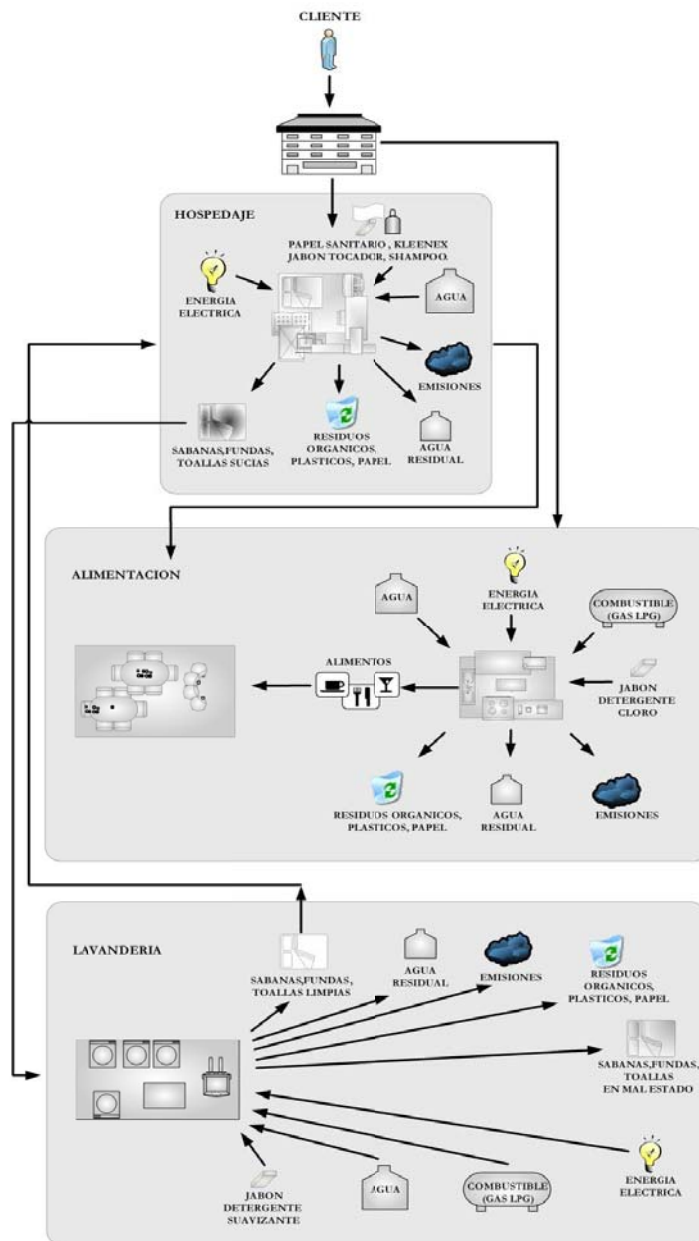 CLIENTE
HOSPEDAJE
PAPEL SANITARIO , KLEENEX
JABON TOCADOR, SHAMPOO.
ENERGIA
ELECTRICA
AGUA
EMISIONES
SABANAS,FUNDAS,
TOALLAS SUCIAS
RESIDUOS
ORGANICOS,
PLASTICOS, PAPEL
AGUA
RESIDUAL
ALIMENTACION
AGUA
ENERGIA
ELECTRICA
COMBUSTIBLE
(GAS LPG)
ALIMENTOS
JABON
DETERGENTE
CLORO
RESIDUOS ORGANICOS,
PLASTICOS, PAPEL
AGUA
RESIDUAL
EMISIONES
LAVANDERIA
SABANAS,FUNDAS,
TOALLAS LIMPIAS
AGUA
RESIDUAL
EMISIONES
RESIDUOS
ORGANICOS,
PLASTICOS, PAPEL
SABANAS,FUNDAS,
TOALLAS
EN MAL ESTADO
JABON
DETERGENTE
SUAVIZANTE
AGUA
COMBUSTIBLE
(GAS LPG)
ENERGIA
ELECTRICA